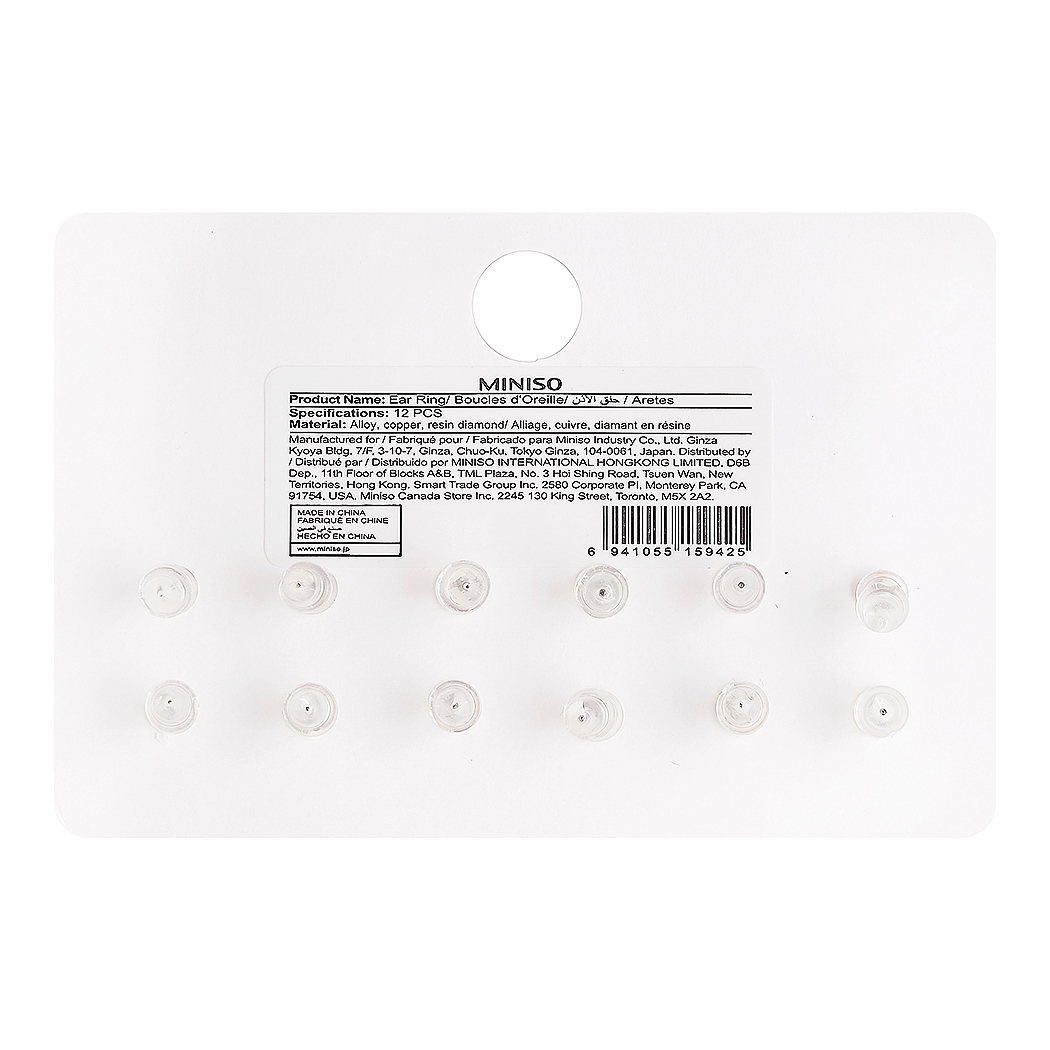 MINISO
Product Name: Ear Ring/ Boucles d'Oreille/ حلق الأذن / Aretes
Specifications: 12 PCS
Material: Alloy, copper, resin diamond/ Alliage, cuivre, diamant en résine
Manufactured for / Fabriqué pour / Fabricado para Miniso Industry Co., Ltd. Ginza
Kyoya Bldg, 7/F, 3-10-7, Ginza, Chuo-Ku, Tokyo Ginza, 104-0061, Japan. Distributed by
/ Distribué par / Distribuido por MINISO INTERNATIONAL HONGKONG LIMITED, D6B
Dep., 11th Floor of Blocks A&B, TML Plaza, No. 3 Hoi Shing Road, Tsuen Wan, New
Territories, Hong Kong. Smart Trade Group Inc. 2580 Corporate Pl, Monterey Park, CA
91754, USA. Miniso Canada Store Inc. 2245 130 King Street, Toronto, M5X 2A2.
MADE IN CHINA
FABRIQUÉ EN CHINE
صنع في الصين
HECHO EN CHINA
www.miniso.jp
6 941055 159425